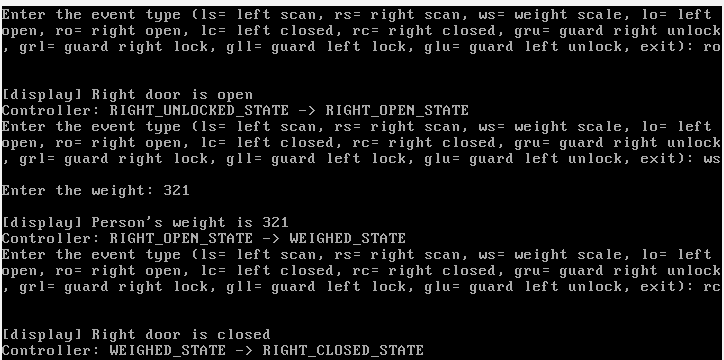 Enter the event type (ls= left scan, rs= right scan, ws= weight scale, lo= left
open, ro= right open, lc= left closed, rc= right closed, gru= guard right unlock
, grl= guard right lock, gll= guard left lock, glu= guard left unlock, exit): ro
[display] Right door is open
Controller: RIGHT_UNLOCKED_STATE -> RIGHT_OPEN_STATE
Enter the event type (ls= left scan, rs= right scan, ws= weight scale, lo= left
open, ro= right open, lc= left closed, rc= right closed, gru= guard right unlock
, grl= guard right lock, gll= guard left lock, glu= guard left unlock, exit): ws
Enter the weight: 321
[display] Person's weight is 321
Controller: RIGHT_OPEN_STATE -> WEIGHED_STATE
Enter the event type (ls= left scan, rs= right scan, ws= weight scale, lo= left
open, ro= right open, lc= left closed, rc= right closed, gru= guard right unlock
, grl= guard right lock, gll= guard left lock, glu= guard left unlock, exit): rc
[display] Right door is closed
Controller: WEIGHED_STATE -> RIGHT_CLOSED_STATE